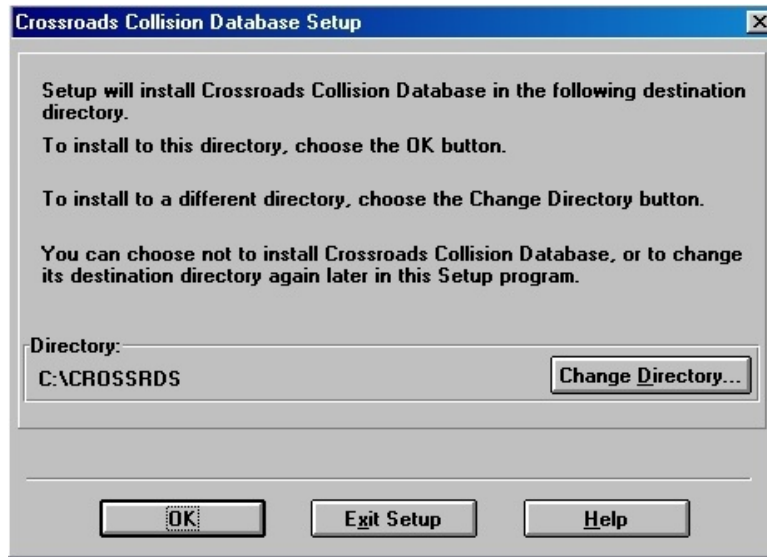 Crossroads Collision Database Setup
Setup will install Crossroads Collision Database in the following destination
directory.
To install to this directory, choose the OK button.
To install to a different directory, choose the Change Directory button.
You can choose not to install Crossroads Collision Database, or to change
its destination directory again later in this Setup program.
Directory:
C:\CROSSRDS
Change Directory...
OK
Exit Setup
Help